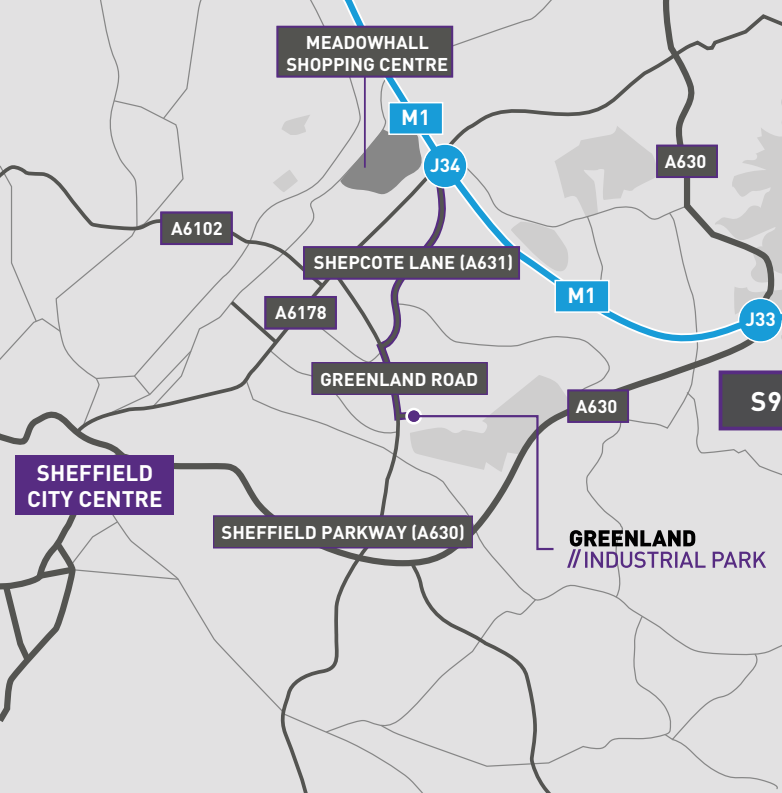 MEADOWHALL
SHOPPING CENTRE
M1
J34
A630
A6102
SHEPCOTE LANE (A631)
M1
A6178
J33
GREENLAND ROAD
A630
S9
SHEFFIELD
CITY CENTRE
SHEFFIELD PARKWAY (A630)
GREENLAND
//INDUSTRIAL PARK